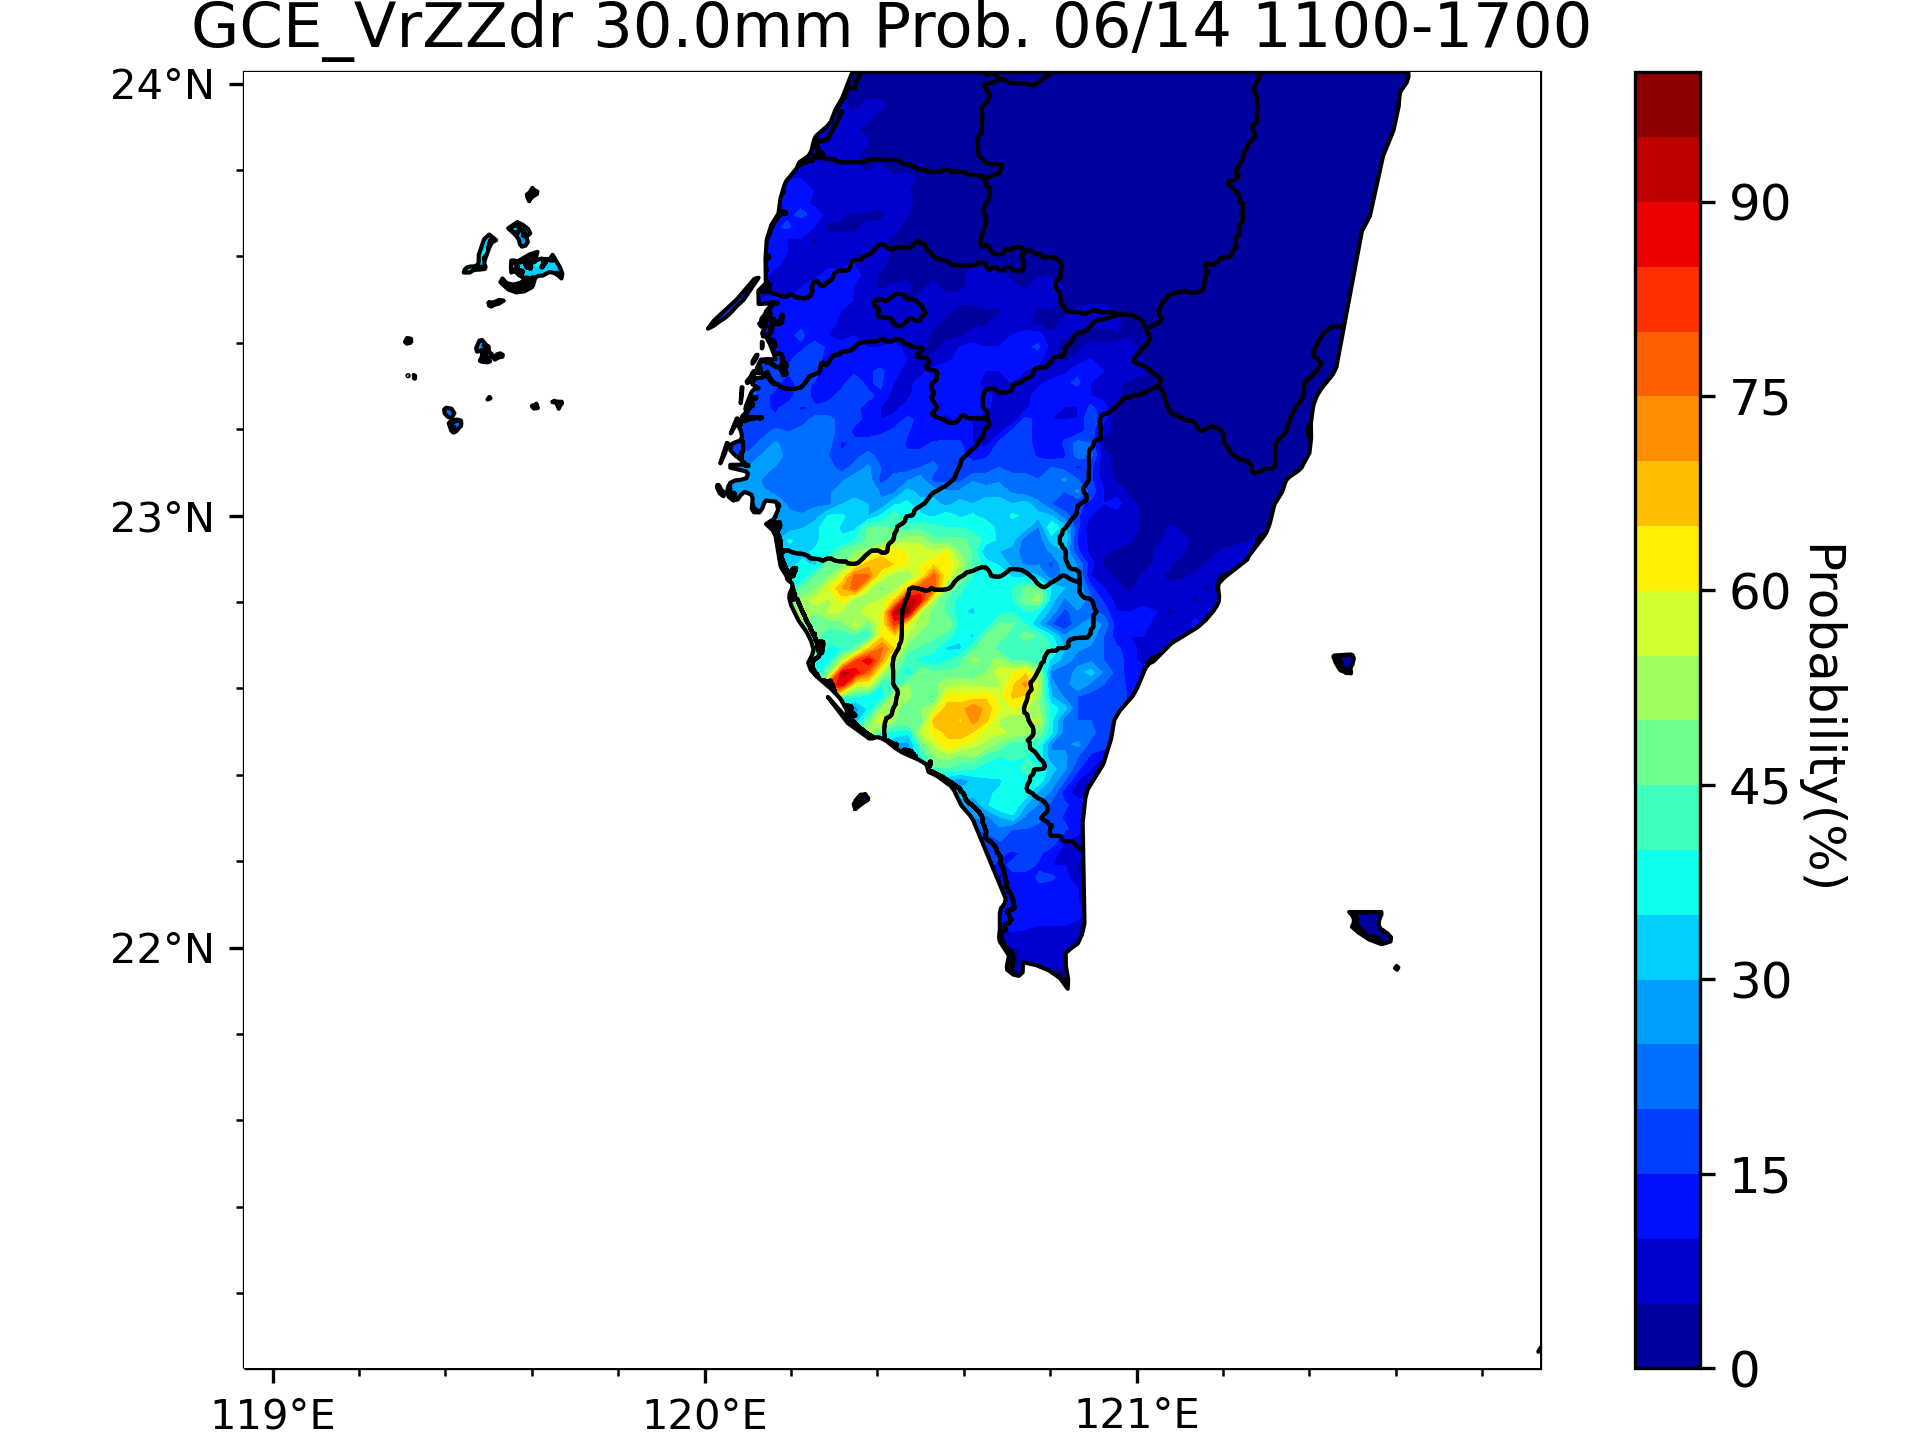 GCE_VrZZdr 30.0mm Prob. 06/14 1100-1700
24°N
23°N
22°N
119°E
120°E
121°E
90
75
60
45
30
15
0
Probability(%)